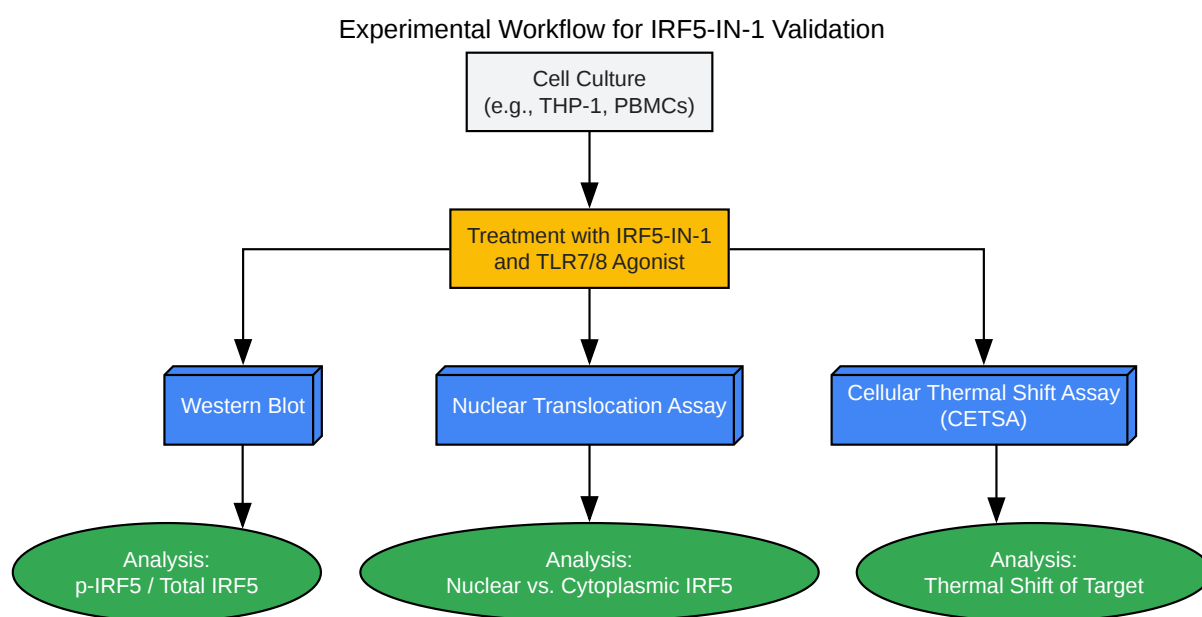 Experimental Workflow for IRF5-IN-1 Validation
Cell Culture
(e.g., THP-1, PBMCs)
Treatment with IRF5-IN-1
and TLR7/8 Agonist
Western Blot
Nuclear Translocation Assay
Cellular Thermal Shift Assay
(CETSA)
Analysis:
p-IRF5 / Total IRF5
Analysis:
Nuclear vs. Cytoplasmic IRF5
Analysis:
Thermal Shift of Target